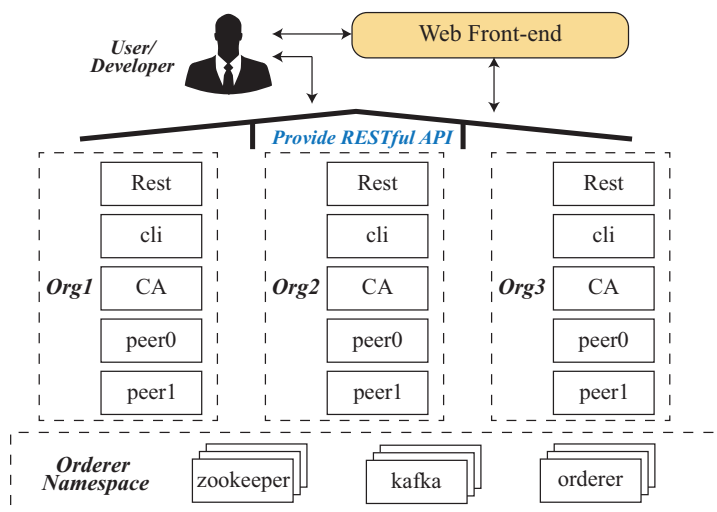 User/
Developer
Web Front-end
Provide RESTful API
Org1
Rest
cli
CA
peer0
peer1
Org2
Rest
cli
CA
peer0
peer1
Org3
Rest
cli
CA
peer0
peer1
Orderer
Namespace
zookeeper
kafka
orderer